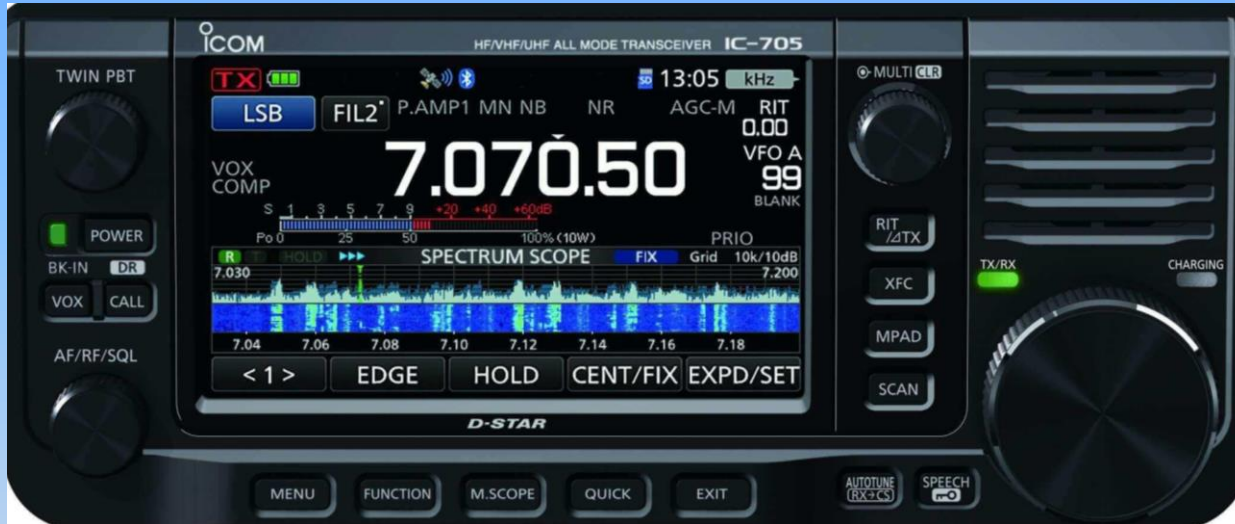 ICOM
HF/VHF/UHF ALL MODE TRANSCEIVER IC-705
TWIN PBT
TX
13:05 kHz
MULTI CLR
LSB FIL2 P.AMP1 MN NB NR AGC-M RIT
0.00
7.070.50
VFO A
99
BLANK
VOX
COMP
S 1 3 5 7 9 +20 +40 +60dB
Po 0 25 50 100% (10W)
PRIO
POWER
BK-IN DR
VOX CALL
R T HOLD SPECTRUM SCOPE FIX Grid 10k/10dB
7.030 7.200
7.04 7.06 7.08 7.10 7.12 7.14 7.16 7.18
<1> EDGE HOLD CENT/FIX EXPD/SET
AF/RF/SQL
D-STAR
RIT
/⊿TX
XFC
MPAD
SCAN
TX/RX
CHARGING
MENU FUNCTION M.SCOPE QUICK EXIT
AUTOTUNE
RX→CS
SPEECH